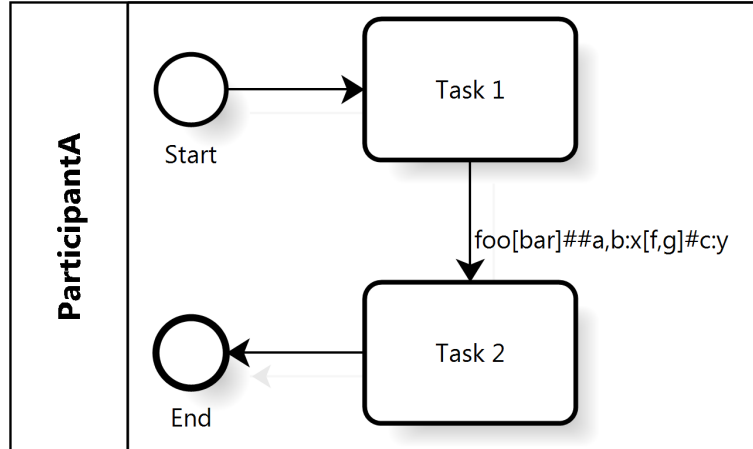 ParticipantA
Start
Task 1
foo[bar]##a,b:x[f,g]#c:y
Task 2
End